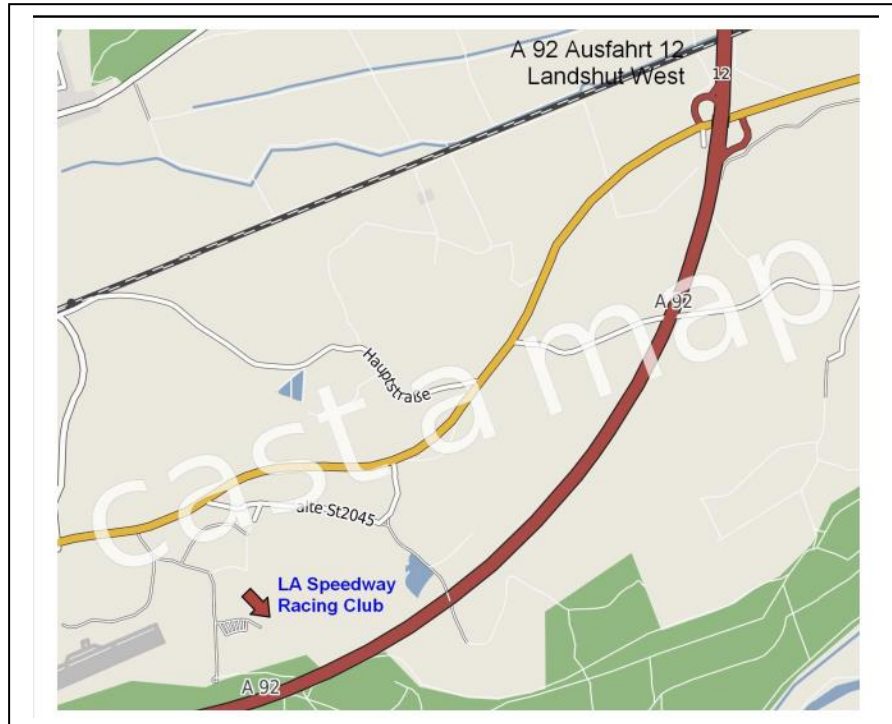 A 92 Ausfahrt 12
Landshut West
12
A 92
Hauptstraße
cast a map
alte St2045
LA Speedway
Racing Club
A 92